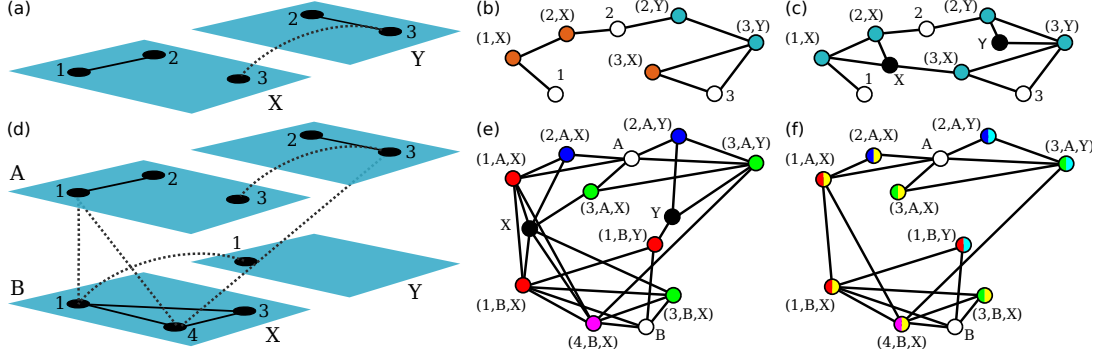 (a)
2
3
1
2
3
X
Y
(b)
(2,X)
2
(2,Y)
(1,X)
(3,Y)
(3,X)
1
3
(c)
(2,X)
2
(2,Y)
(1,X)
(3,Y)
Y
(3,X)
X
1
3
(d)
A
2
3
1
2
3
1
B
1
3
4
X
Y
(e)
(2,A,X)
A
(2,A,Y)
(1,A,X)
(3,A,Y)
(3,A,X)
X
Y
(1,B,Y)
(1,B,X)
(3,B,X)
(4,B,X)
B
(f)
(2,A,X)
A
(2,A,Y)
(1,A,X)
(3,A,Y)
(3,A,X)
(1,B,Y)
(1,B,X)
(3,B,X)
(4,B,X)
B